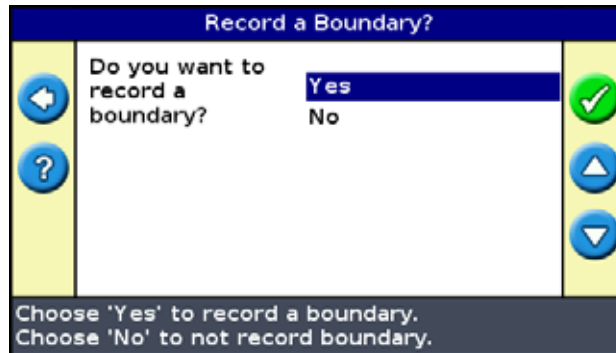 Record a Boundary?
Do you want to
record a
boundary?
Yes
No
?
Choose 'Yes' to record a boundary.
Choose 'No' to not record boundary.